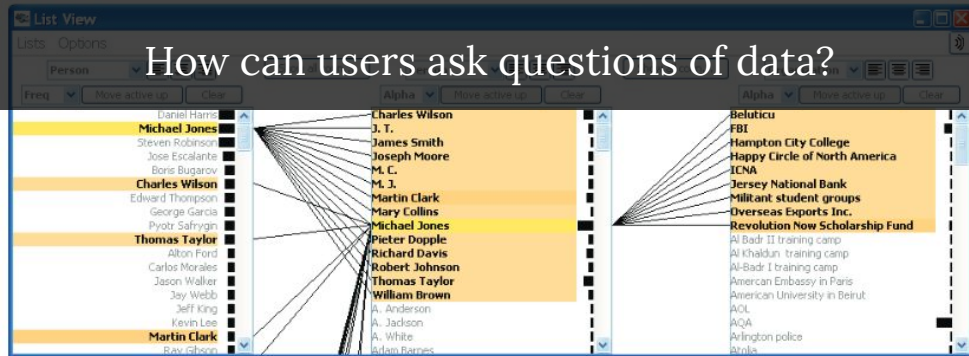 List View
Lists Options
How can users ask questions of data?
Person
Freq Move active up Clear
Alpha Move active up Clear
Alpha Move active up Clear
Daniel Harris
Michael Jones
Steven Robinson
Jose Escalante
Boris Bugarov
Charles Wilson
Edward Thompson
George Garcia
Pyotr Safrygin
Thomas Taylor
Alton Ford
Carlos Morales
Jason Walker
Jay Webb
Jeff King
Kevin Lee
Martin Clark
Ray Gibson
Charles Wilson
J. T.
James Smith
Joseph Moore
M. C.
M. J.
Martin Clark
Mary Collins
Michael Jones
Pieter Dopple
Richard Davis
Robert Johnson
Thomas Taylor
William Brown
A. Anderson
A. Jackson
A. White
Adam Barnes
Beluticu
FBI
Hampton City College
Happy Circle of North America
ICNA
Jersey National Bank
Militant student groups
Overseas Exports Inc.
Revolution Now Scholarship Fund
Al Badr II training camp
Al Khaldun training camp
Al-Badr I training camp
Amercan Embassy in Paris
American University in Beirut
AOL
AQA
Arlington police
Atolia